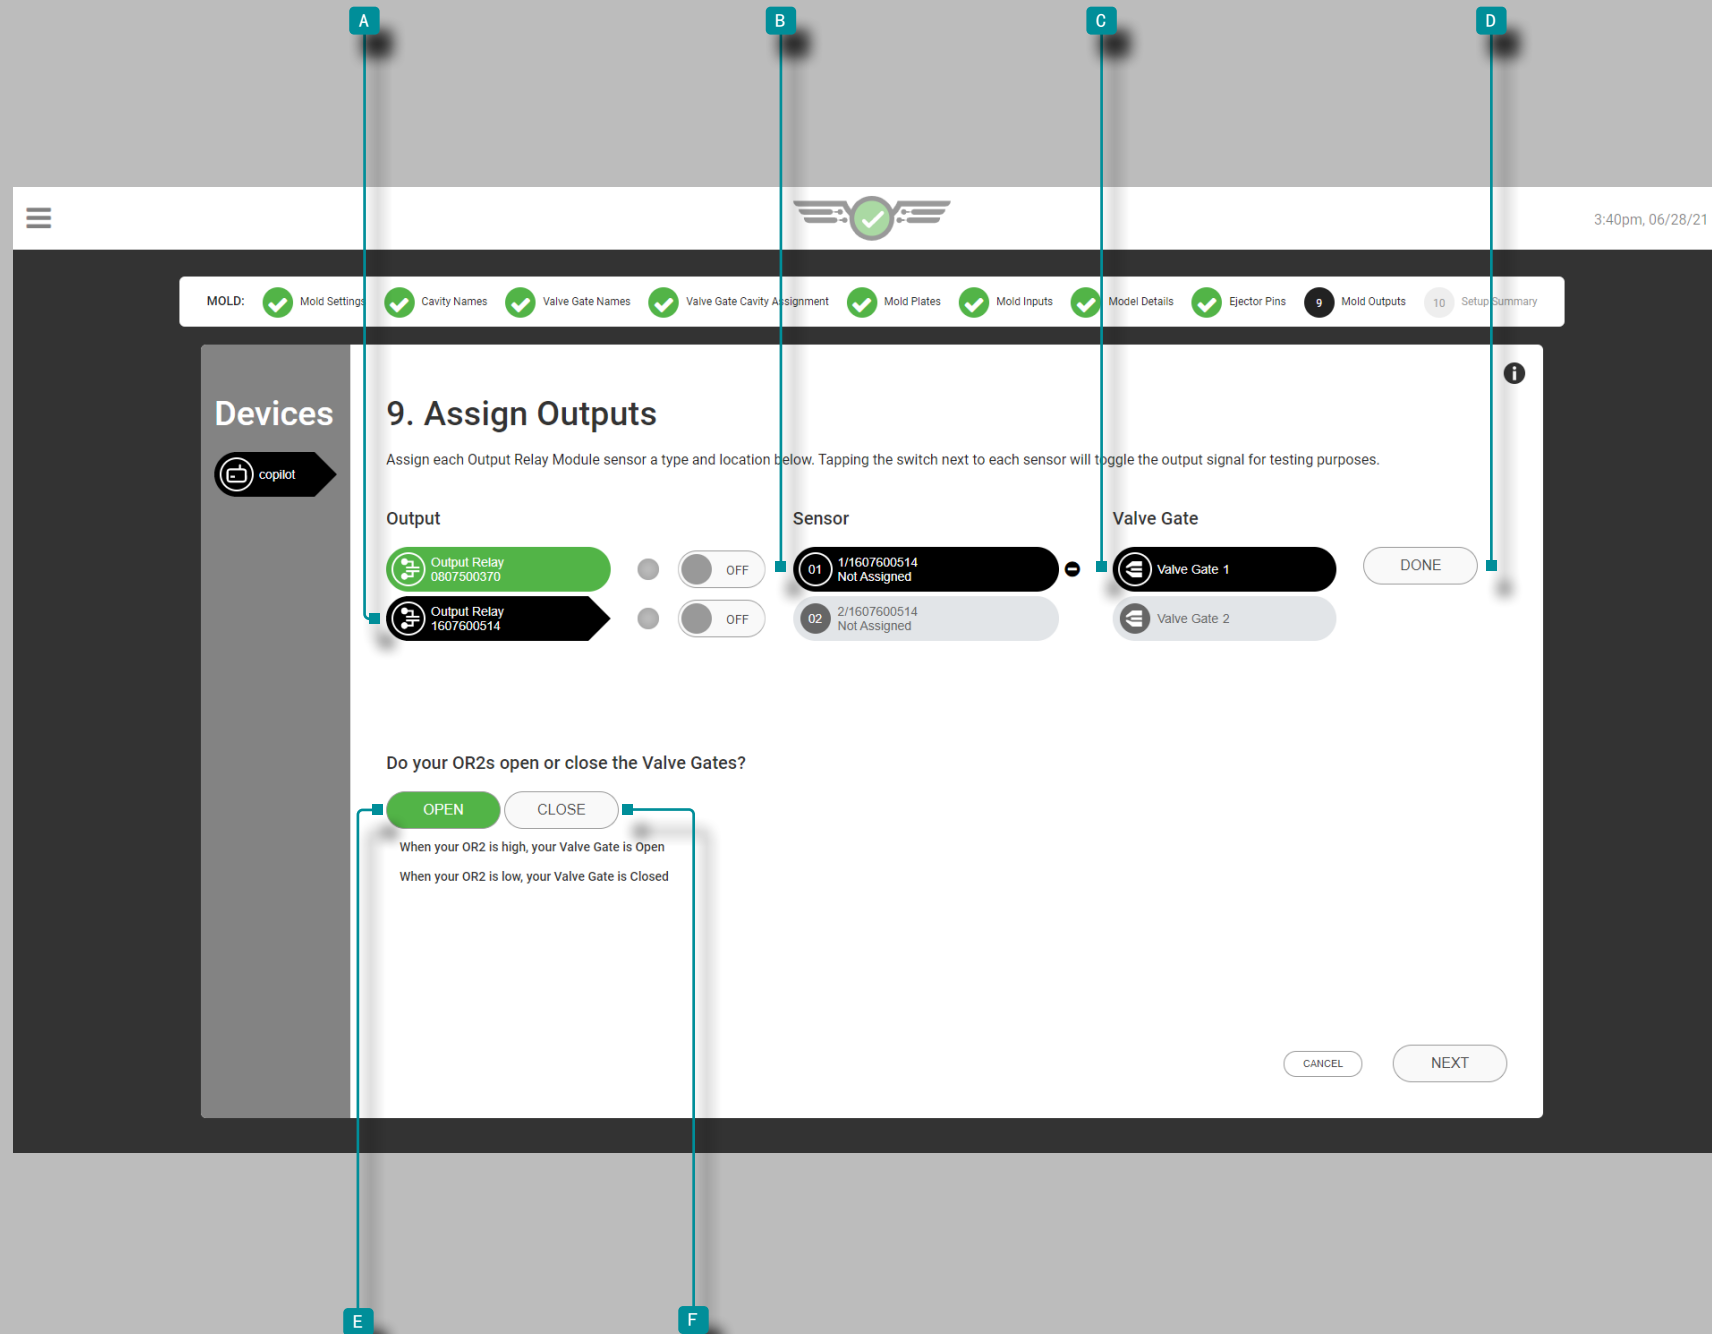 A B C D
3:40pm, 06/28/21
MOLD: Mold Settings Cavity Names Valve Gate Names Valve Gate Cavity Assignment Mold Plates Mold Inputs Model Details Ejector Pins 9 Mold Outputs 10 Setup Summary
Devices
copilot
9. Assign Outputs
Assign each Output Relay Module sensor a type and location below. Tapping the switch next to each sensor will toggle the output signal for testing purposes.
Output Sensor Valve Gate
Output Relay
0807500370
OFF
01 1/1607600514
Not Assigned
Valve Gate 1
DONE
Output Relay
1607600514
OFF
02 2/1607600514
Not Assigned
Valve Gate 2
Do your OR2s open or close the Valve Gates?
OPEN CLOSE
When your OR2 is high, your Valve Gate is Open
When your OR2 is low, your Valve Gate is Closed
CANCEL NEXT
E F